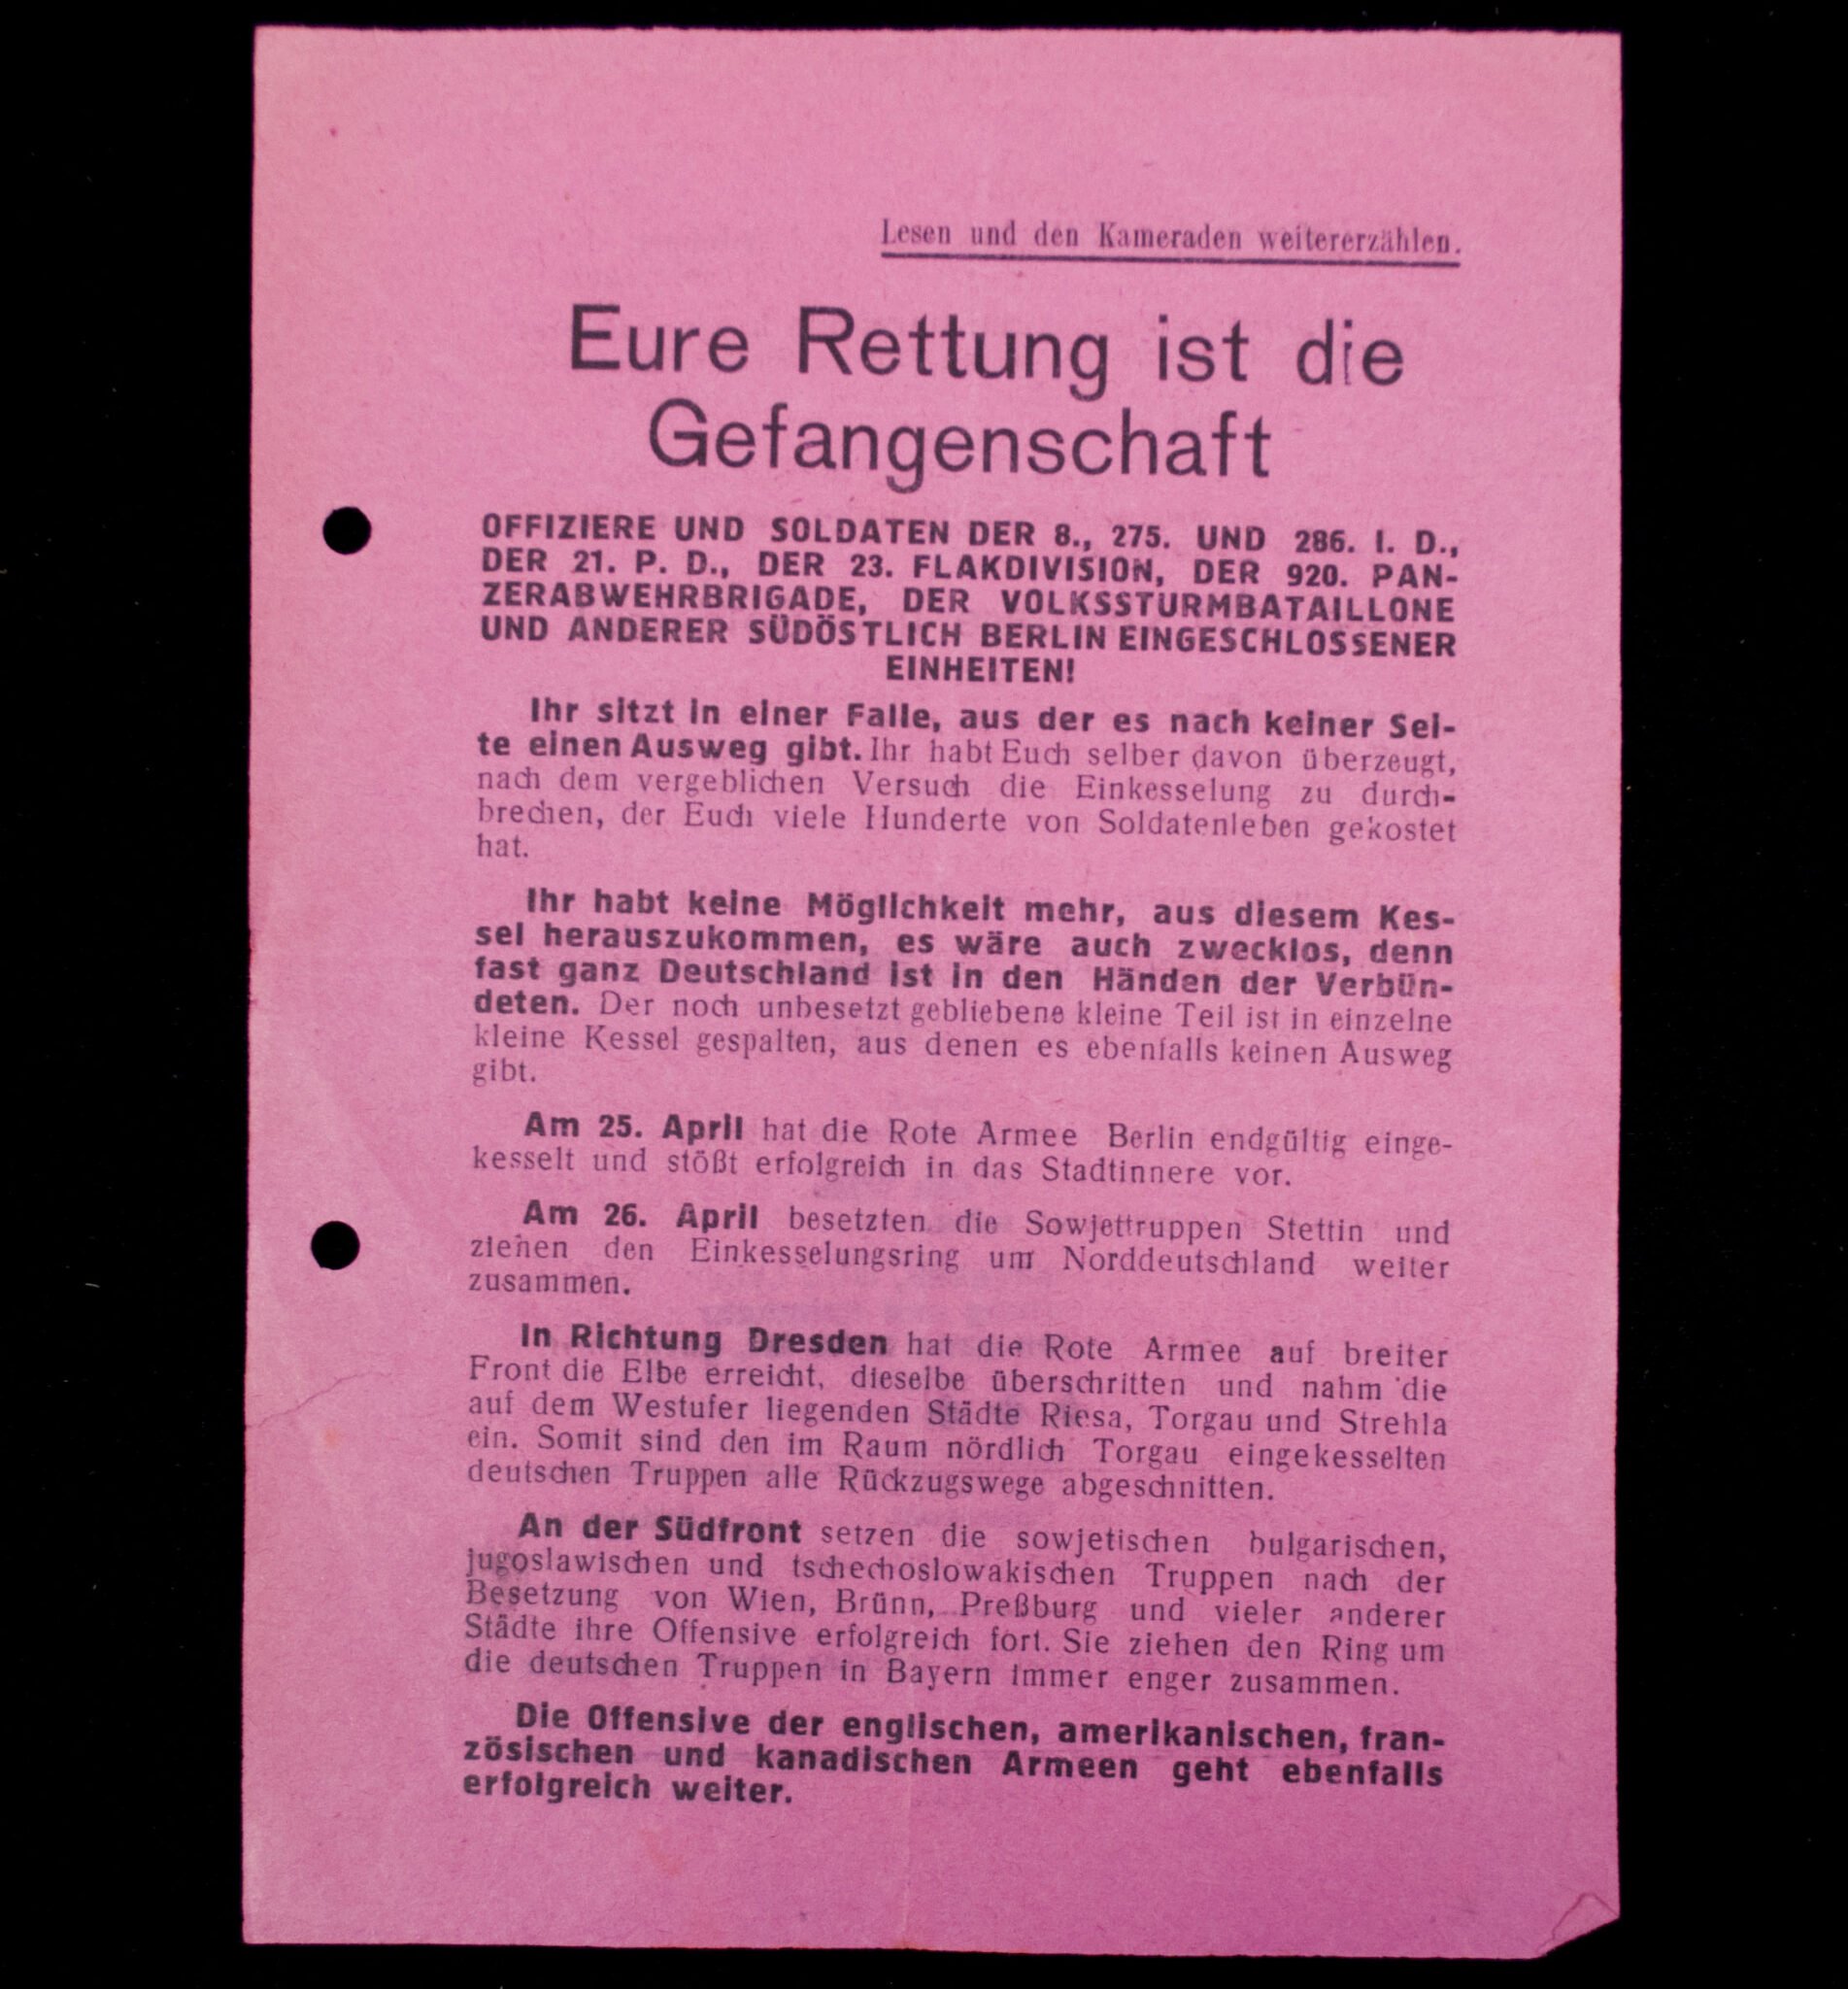 Lesen und den Kameraden weitererzählen.
Eure Rettung ist die
Gefangenschaft
OFFIZIERE UND SOLDATEN DER 8., 275. UND 286. I. D.,
DER 21. P. D., DER 23. FLAKDIVISION, DER 920. PAN-
ZERABWEHRBRIGADE, DER VOLKSSTURMBATAILLONE
UND ANDERER SÜDÖSTLICH BERLIN EINGESCHLOSSENER
EINHEITEN!
Ihr sitzt in einer Falle, aus der es nach keiner Sei-
te einen Ausweg gibt. Ihr habt Euch selber davon überzeugt,
nach dem vergeblichen Versuch die Einkesselung zu durch-
brechen, der Euch viele Hunderte von Soldatenleben gekostet
hat.
Ihr habt keine Möglichkeit mehr, aus diesem Kes-
sel herauszukommen, es wäre auch zwecklos, denn
fast ganz Deutschland ist in den Händen der Verbün-
deten. Der noch unbesetzt gebliebene kleine Teil ist in einzelne
kleine Kessel gespalten, aus denen es ebenfalls keinen Ausweg
gibt.
Am 25. April hat die Rote Armee Berlin endgültig einge-
kesselt und stößt erfolgreich in das Stadtinnere vor.
Am 26. April besetzten die Sowjettruppen Stettin und
ziehen den Einkesselungsring um Norddeutschland weiter
zusammen.
In Richtung Dresden hat die Rote Armee auf breiter
Front die Elbe erreicht, dieselbe überschritten und nahm die
auf dem Westufer liegenden Städte Riesa, Torgau und Strehla
ein. Somit sind den im Raum nördlich Torgau eingekesselten
deutschen Truppen alle Rückzugswege abgeschnitten.
An der Südfront setzen die sowjetischen bulgarischen,
jugoslawischen und tschechoslowakischen Truppen nach der
Besetzung von Wien, Brünn, Preßburg und vieler anderer
Städte ihre Offensive erfolgreich fort. Sie ziehen den Ring um
die deutschen Truppen in Bayern immer enger zusammen.
Die Offensive der englischen, amerikanischen, fran-
zösischen und kanadischen Armeen geht ebenfalls
erfolgreich weiter.